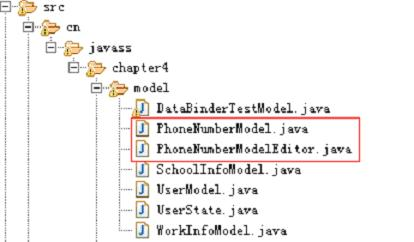 src
cn
javass
chapter4
model
DataBinderTestModel.java
PhoneNumberModel.java
PhoneNumberModelEditor.java
SchoolInfoModel.java
UserModel.java
UserState.java
WorkInfoModel.java